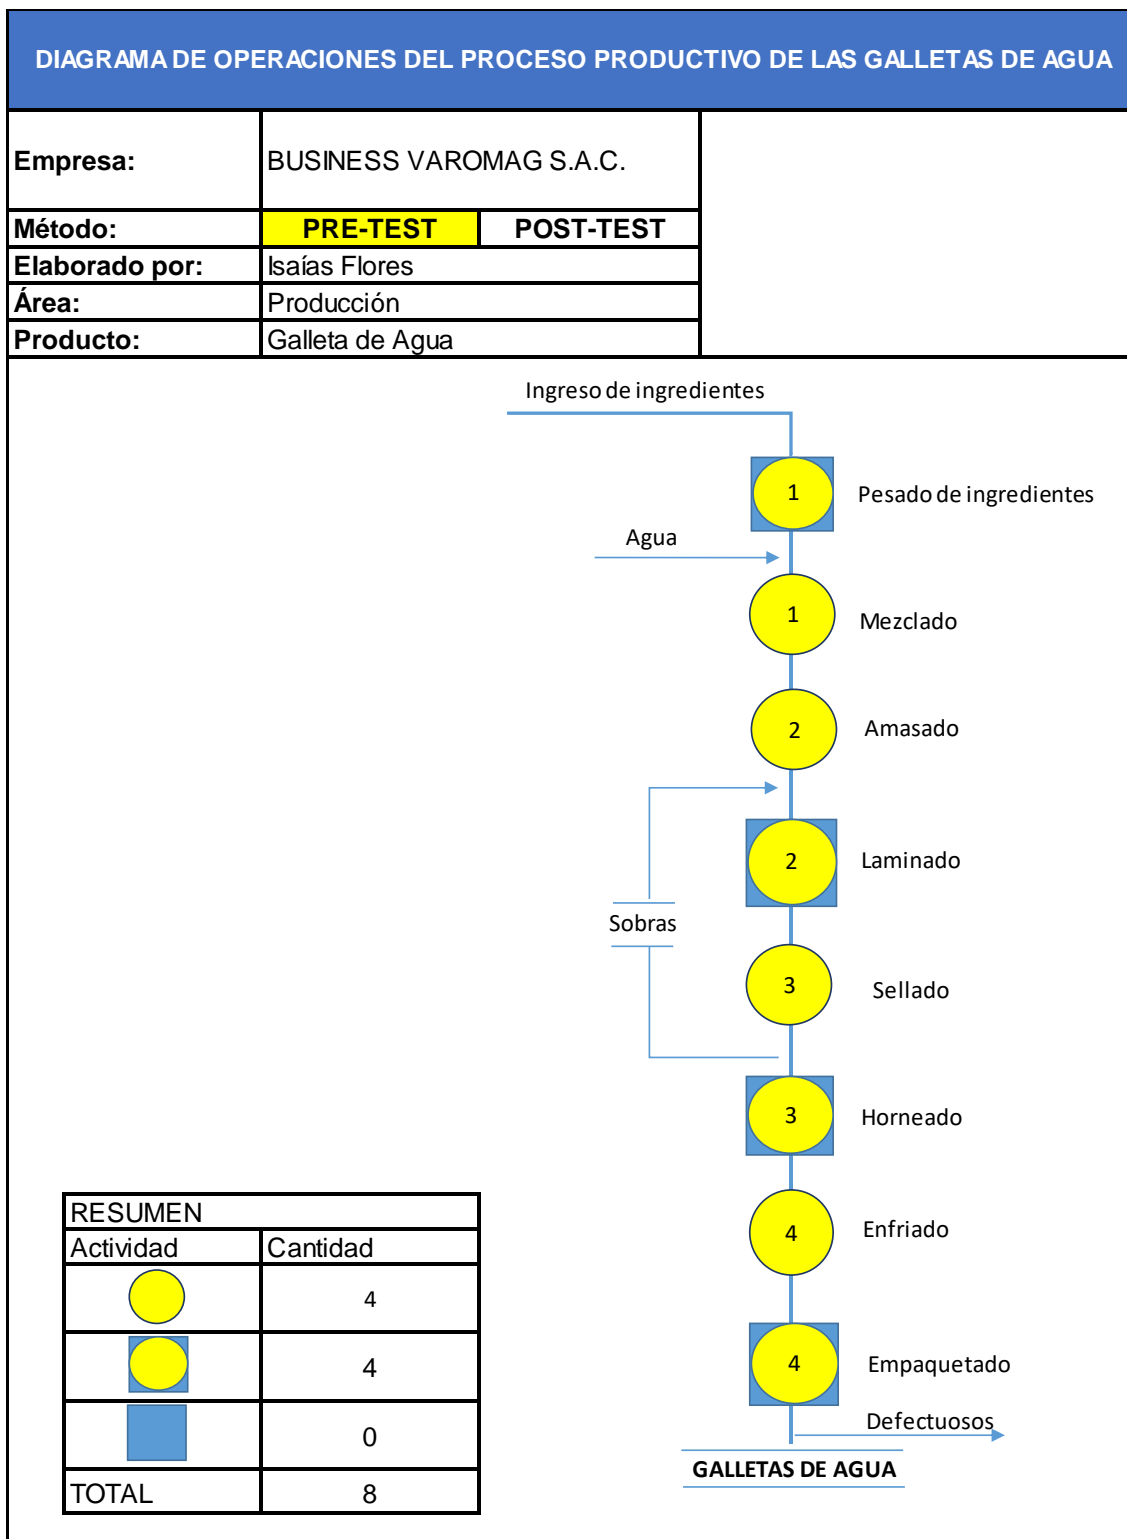 DIAGRAMA DE OPERACIONES DEL PROCESO PRODUCTIVO DE LAS GALLETAS DE AGUA
Empresa: BUSINESS VAROMAG S.A.C.
Método: PRE-TEST POST-TEST
Elaborado por: Isaías Flores
Área: Producción
Producto: Galleta de Agua
Ingreso de ingredientes
1 Pesado de ingredientes
Agua
1 Mezclado
2 Amasado
2 Laminado
Sobras
3 Sellado
3 Horneado
4 Enfriado
4 Empaquetado
Defectuosos
GALLETAS DE AGUA
RESUMEN
Actividad Cantidad
4
4
0
TOTAL 8